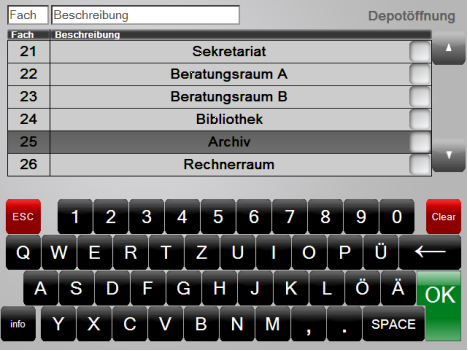 Fach Beschreibung Depotöffnung
Fach Beschreibung
21 Sekretariat
22 Beratungsraum A
23 Beratungsraum B
24 Bibliothek
25 Archiv
26 Rechnerraum
ESC 1 2 3 4 5 6 7 8 9 0 Clear
Q W E R T Z U I O P Ü ←
A S D F G H J K L Ö Ä OK
info Y X C V B N M , . SPACE